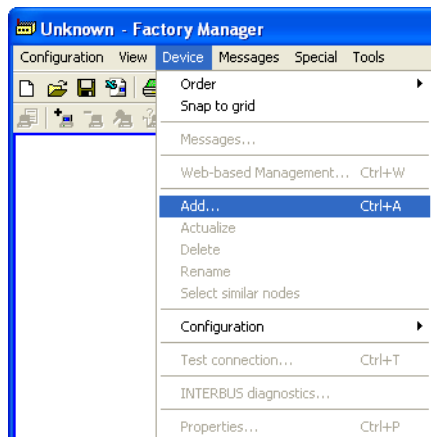 Unknown - Factory Manager
Configuration View Device Messages Special Tools
Order
Snap to grid
Messages...
Web-based Management... Ctrl+W
Add... Ctrl+A
Actualize
Delete
Rename
Select similar nodes
Configuration
Test connection... Ctrl+T
INTERBUS diagnostics...
Properties... Ctrl+P